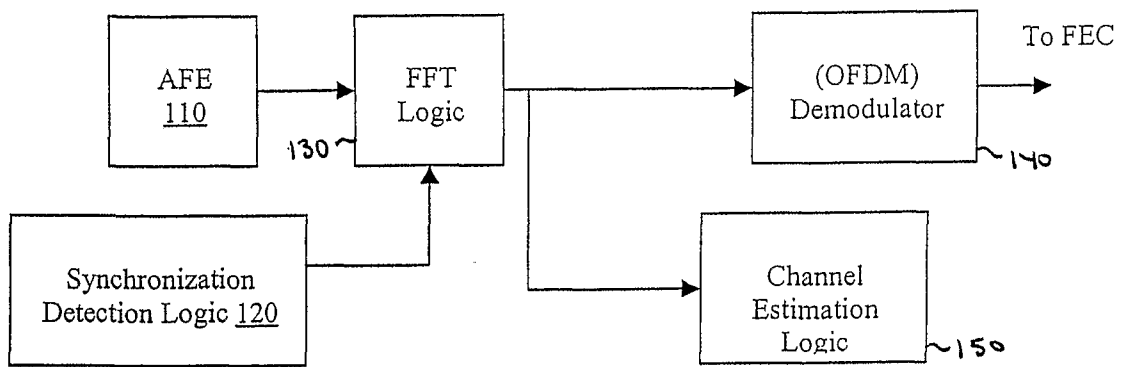 AFE
110
FFT
Logic
130
(OFDM)
Demodulator
140
To FEC
Synchronization
Detection Logic 120
Channel
Estimation
Logic
150